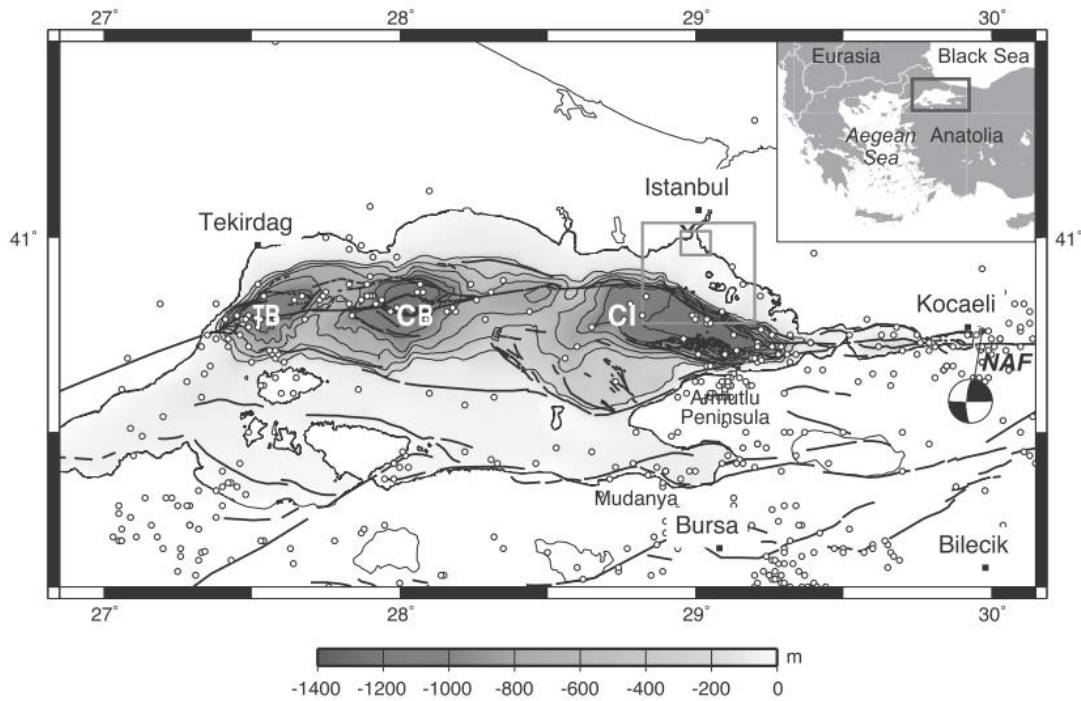 27° 28° 29° 30°
Eurasia Black Sea
Aegean Anatolia
Sea
Istanbul
Tekirdag
41° 41°
Kocaeli
TB CB CI
NAF
Armutlu
Peninsula
Mudanya
Bursa
Bilecik
27° 28° 29° 30°
m
-1400 -1200 -1000 -800 -600 -400 -200 0